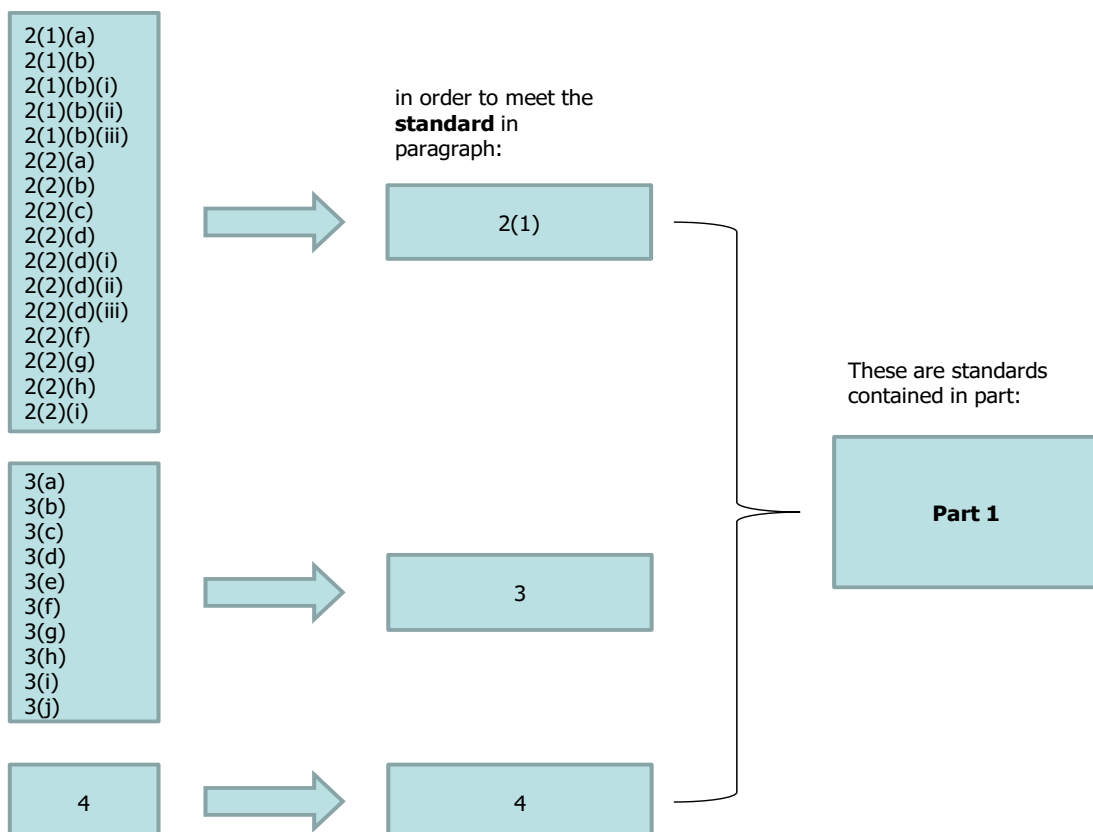 2(1)(a)
2(1)(b)
2(1)(b)(i)
2(1)(b)(ii)
2(1)(b)(iii)
2(2)(a)
2(2)(b)
2(2)(c)
2(2)(d)
2(2)(d)(i)
2(2)(d)(ii)
2(2)(d)(iii)
2(2)(f)
2(2)(g)
2(2)(h)
2(2)(i)
in order to meet the
standard in
paragraph:
2(1)
3(a)
3(b)
3(c)
3(d)
3(e)
3(f)
3(g)
3(h)
3(i)
3(j)
3
4
4
These are standards
contained in part:
Part 1